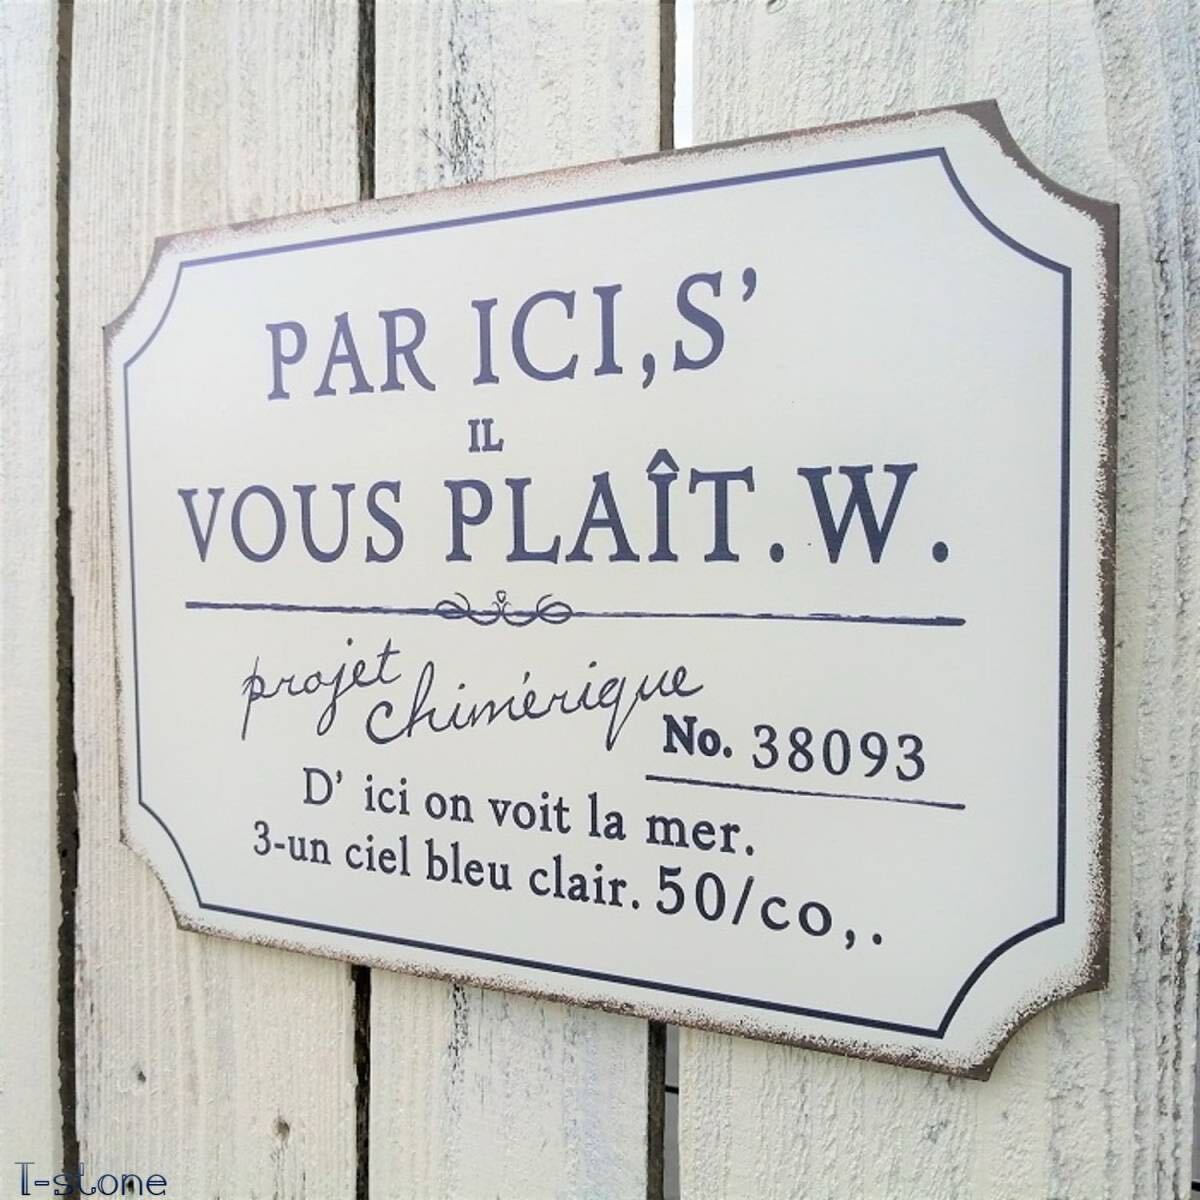 PAR ICI,S'
IL
VOUS PLAÎT.W.
projet chimérique
No. 38093
D' ici on voit la mer.
3-un ciel bleu clair. 50/co,.
T-stone